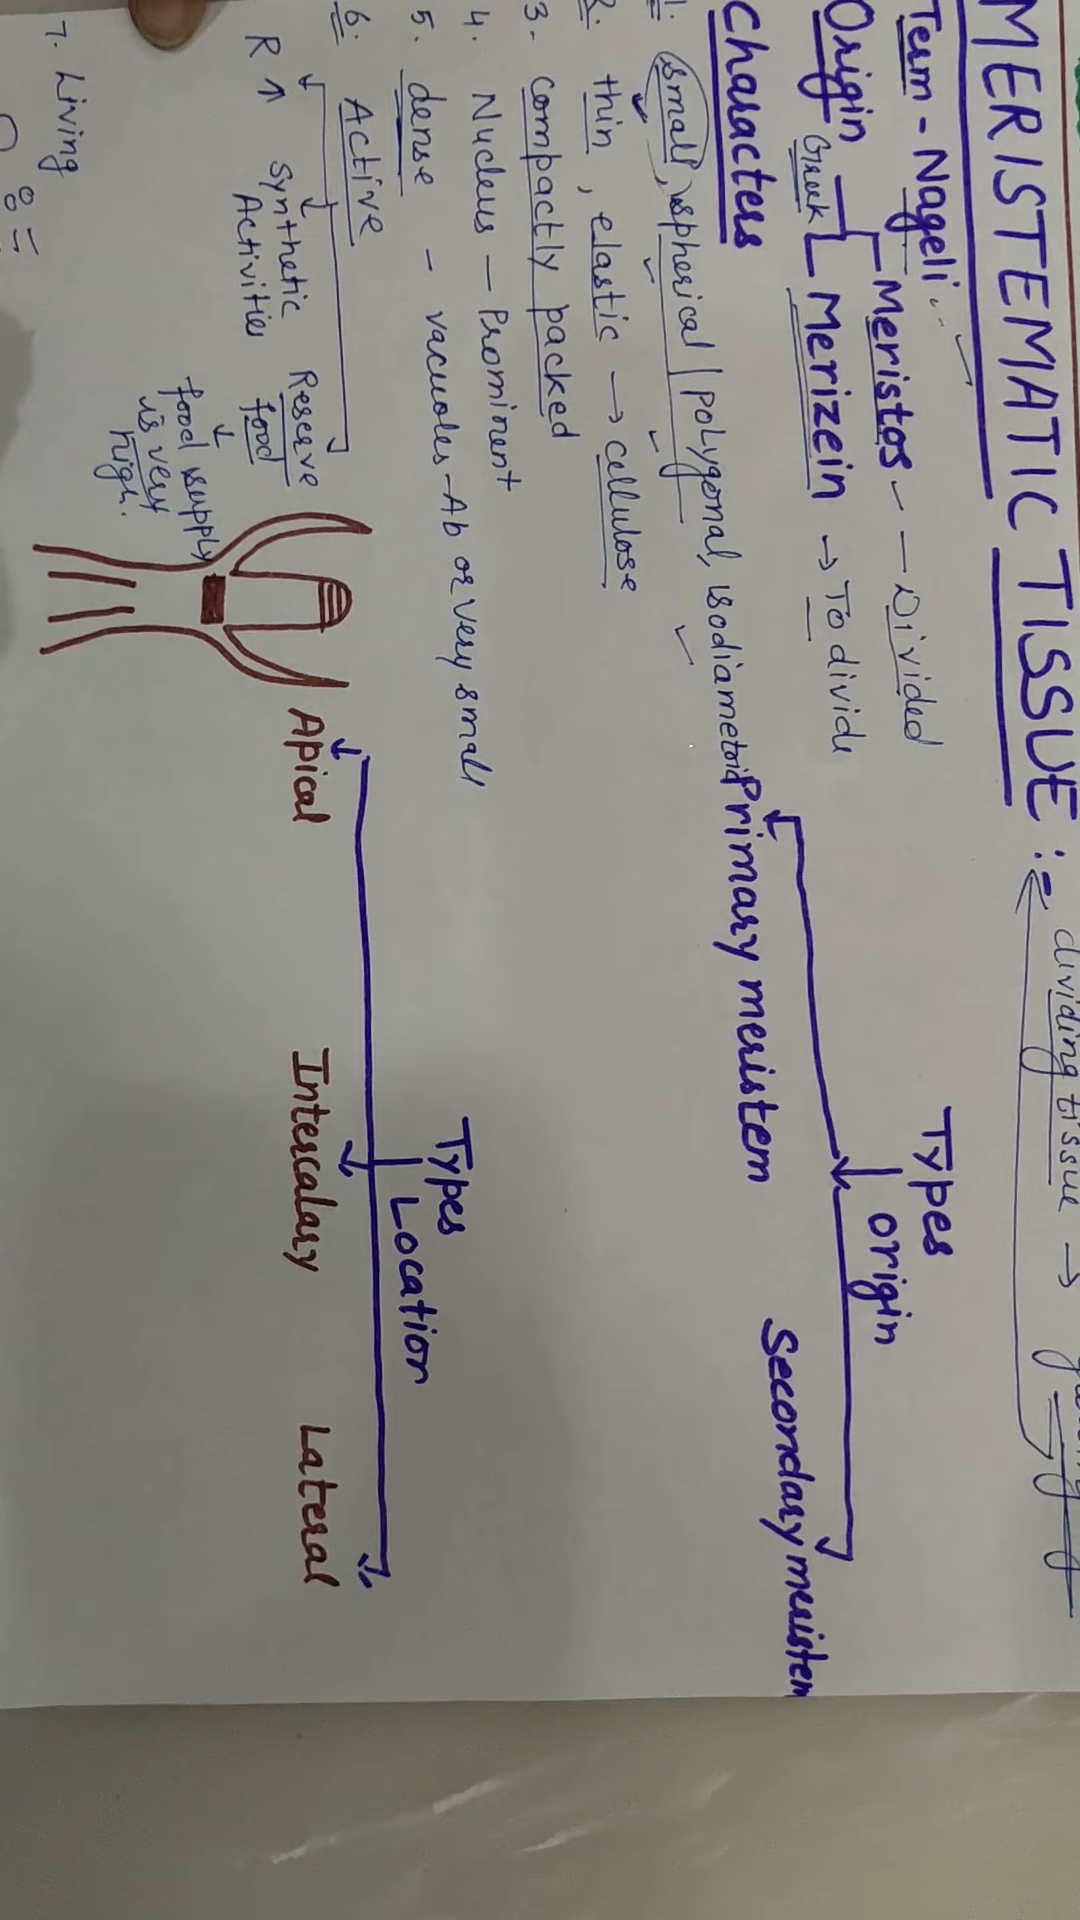 MERISTEMATIC TISSUE :- dividing tissue →
Term - Nageli
Meristos - Divided
Origin
Greek
Merizein → To divide
Characters
1. small, spherical | polygonal, isodiametric
2. thin, elastic → cellulose
3. compactly packed
4. Nucleus - Prominent
5. dense - vacuoles - Ab or very small
6. Active
R ↑ Synthetic Activities Reserve food
↓
food supply
is very
high.
7. Living
Types
origin
Primary meristem Secondary meristem
Types
Location
Apical Intercalary Lateral